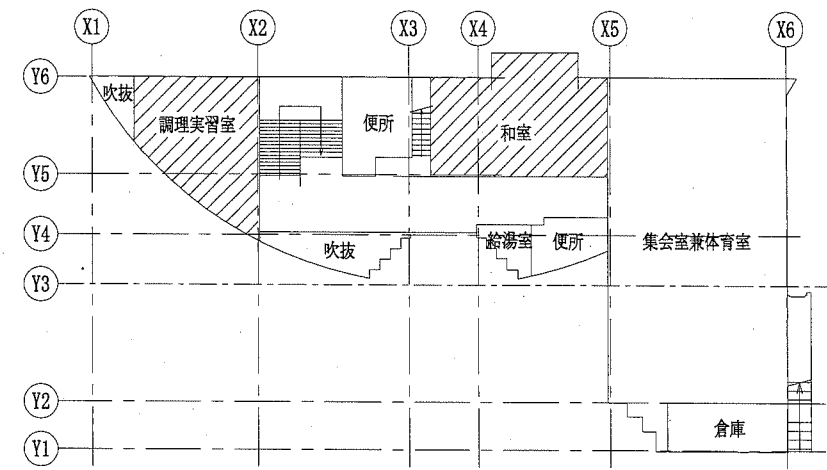 X1
X2
X3
X4
X5
X6
Y6
吹抜
調理実習室
便所
和室
Y5
Y4
吹抜
給湯室
便所
集会室兼体育室
Y3
Y2
倉庫
Y1